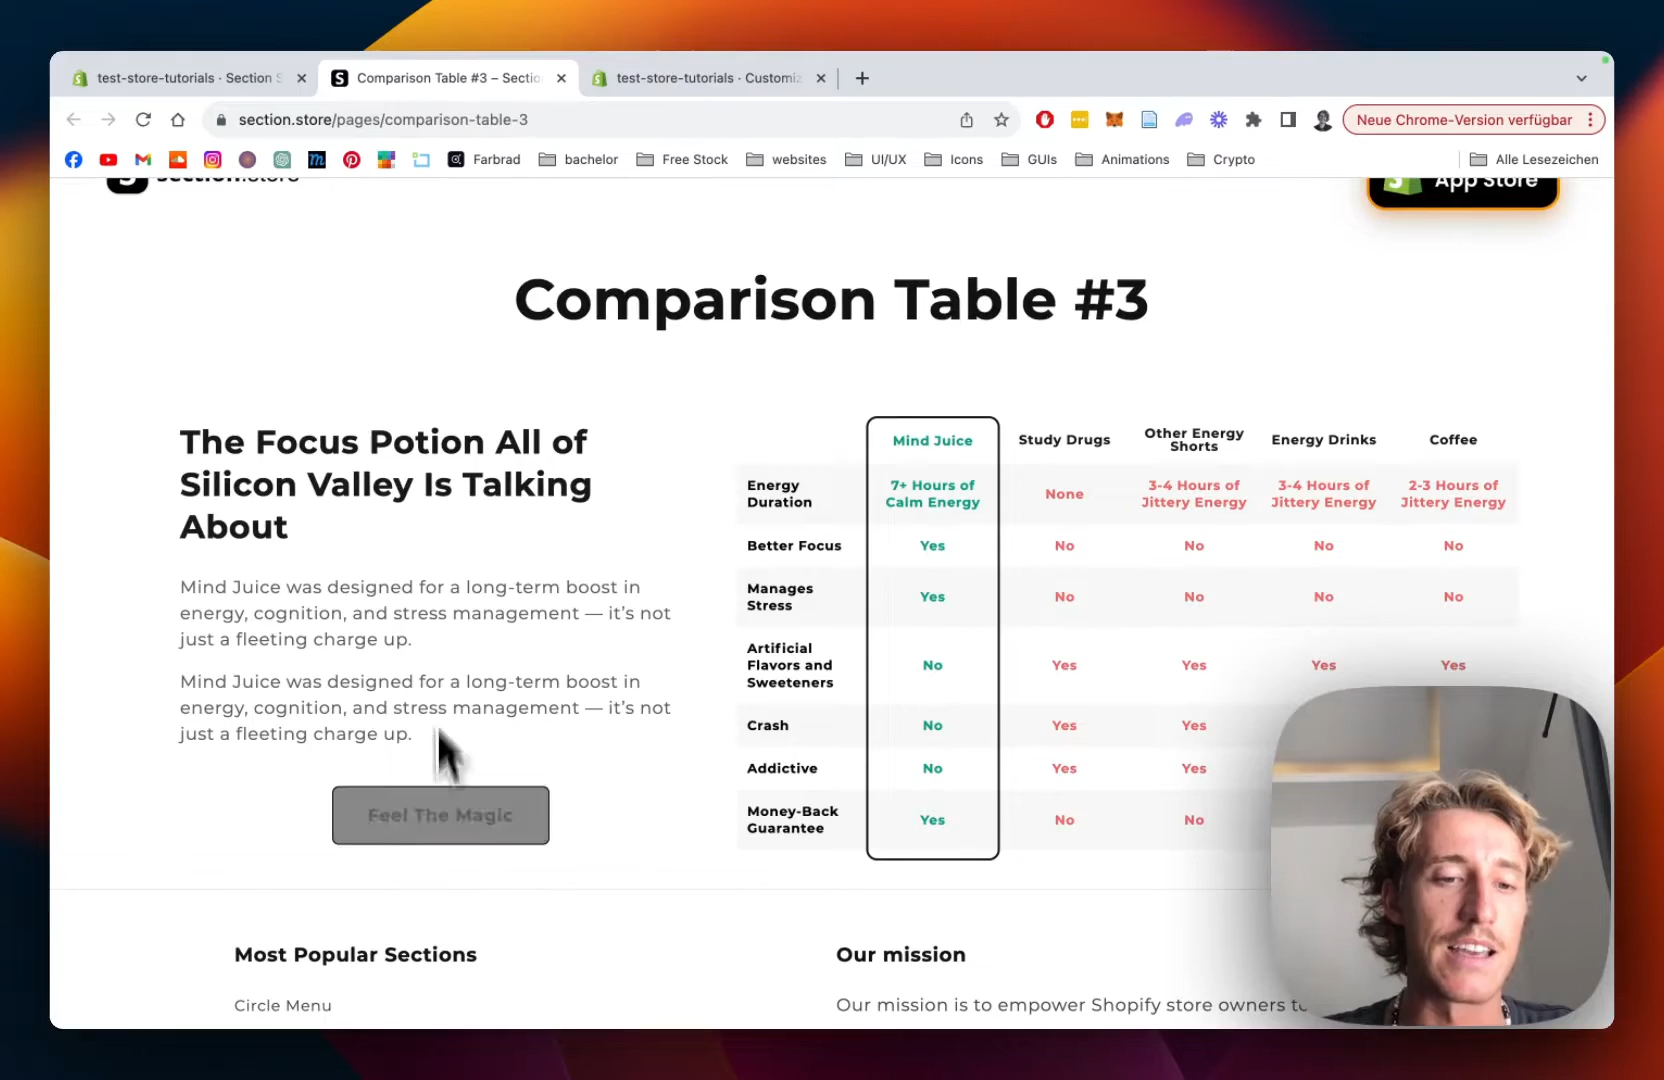 test-store-tutorials · Section S
Comparison Table #3 – Sectio
test-store-tutorials · Customiz
section.store/pages/comparison-table-3
Neue Chrome-Version verfügbar
Farbrad
bachelor
Free Stock
websites
UI/UX
Icons
GUIs
Animations
Crypto
Alle Lesezeichen
section.store
App Store
Comparison Table #3
The Focus Potion All of
Silicon Valley Is Talking
About
Mind Juice was designed for a long-term boost in
energy, cognition, and stress management — it’s not
just a fleeting charge up.
Mind Juice was designed for a long-term boost in
energy, cognition, and stress management — it’s not
just a fleeting charge up.
Feel The Magic
Mind Juice
Study Drugs
Other Energy
Shorts
Energy Drinks
Coffee
Energy
Duration
7+ Hours of
Calm Energy
None
3-4 Hours of
Jittery Energy
3-4 Hours of
Jittery Energy
2-3 Hours of
Jittery Energy
Better Focus
Yes
No
No
No
No
Manages
Stress
Yes
No
No
No
No
Artificial
Flavors and
Sweeteners
No
Yes
Yes
Yes
Yes
Crash
No
Yes
Yes
Addictive
No
Yes
Yes
Money-Back
Guarantee
Yes
No
No
Most Popular Sections
Circle Menu
Our mission
Our mission is to empower Shopify store owners to